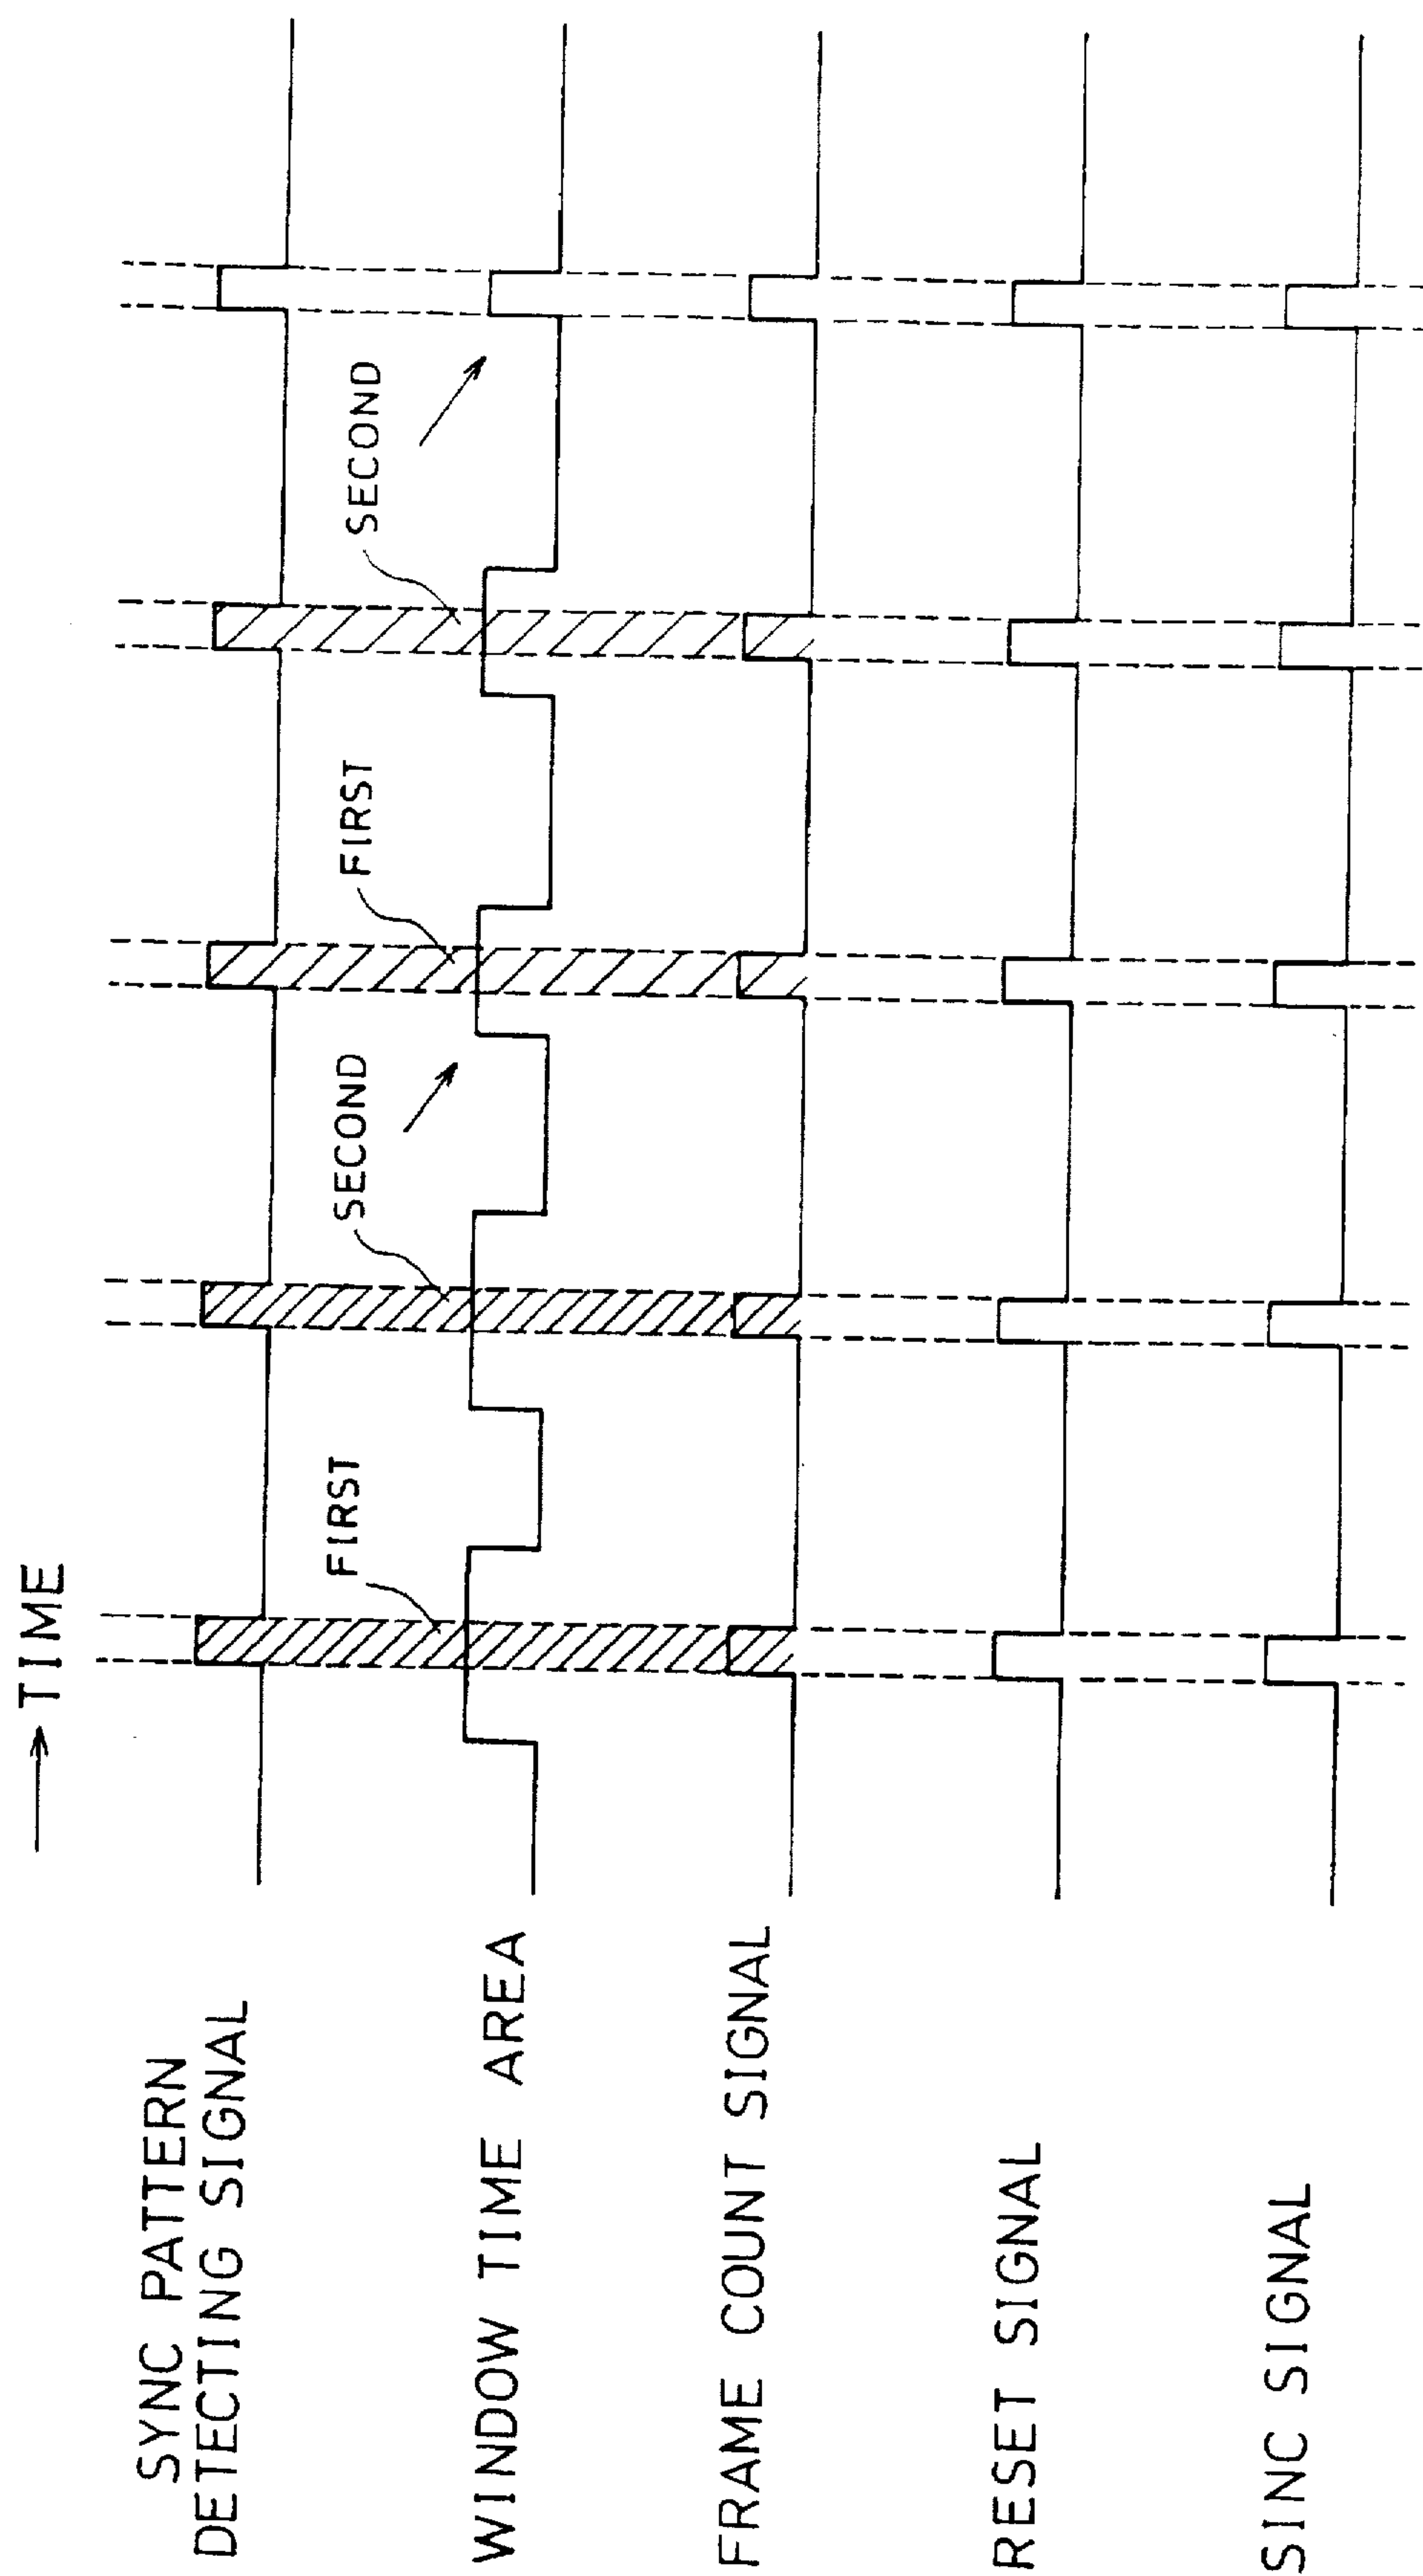 TIME
SYNC PATTERN
DETECTING SIGNAL
FIRST
SECOND
FIRST
SECOND
WINDOW TIME AREA
FRAME COUNT SIGNAL
RESET SIGNAL
SINC SIGNAL